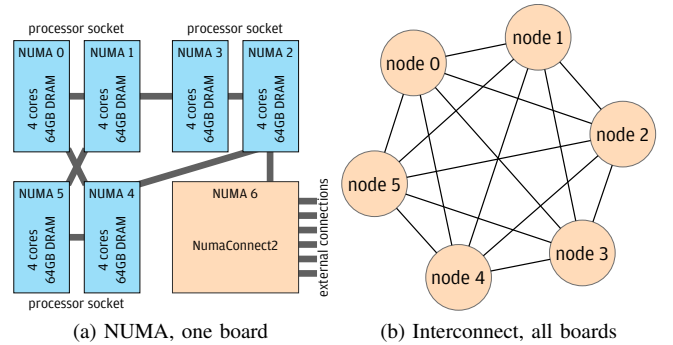 processor socket
processor socket
NUMA 0
NUMA 1
NUMA 3
NUMA 2
4 cores
64GB DRAM
4 cores
64GB DRAM
4 cores
64GB DRAM
4 cores
64GB DRAM
NUMA 5
NUMA 4
NUMA 6
4 cores
64GB DRAM
4 cores
64GB DRAM
NumaConnect2
external connections
processor socket
(a) NUMA, one board
node 1
node 0
node 2
node 5
node 3
node 4
(b) Interconnect, all boards